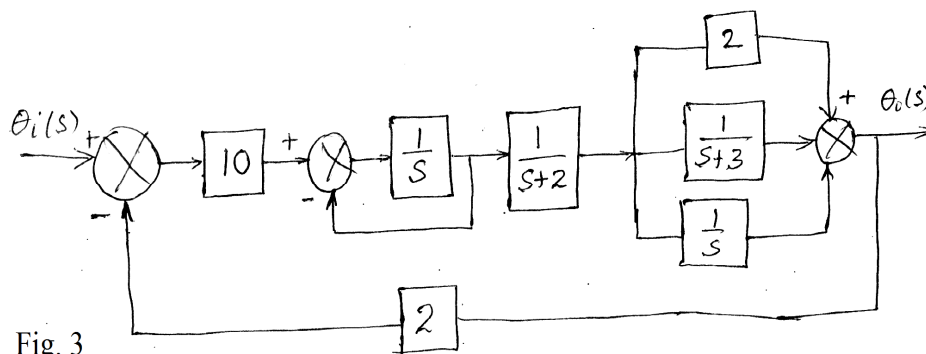 2
θi(s) + 10 + 1/s 1/s+2 1/s+3 + θo(s)
- - 1/s
2
Fig. 3